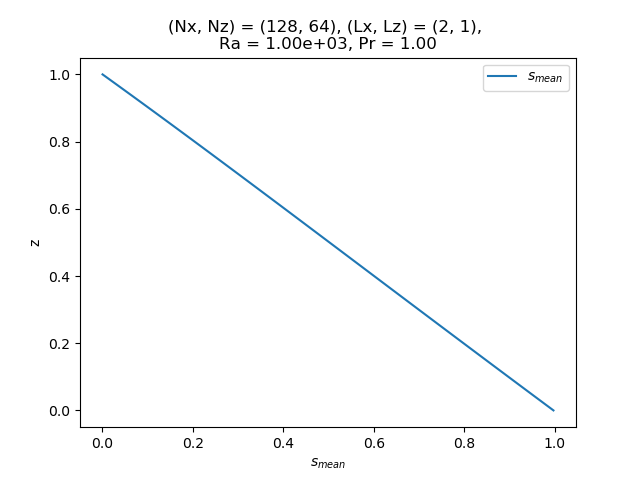 (Nx, Nz) = (128, 64), (Lx, Lz) = (2, 1),
Ra = 1.00e+03, Pr = 1.00
s_mean
1.0
0.8
0.6
0.4
0.2
0.0
z
0.0 0.2 0.4 0.6 0.8 1.0
s_mean